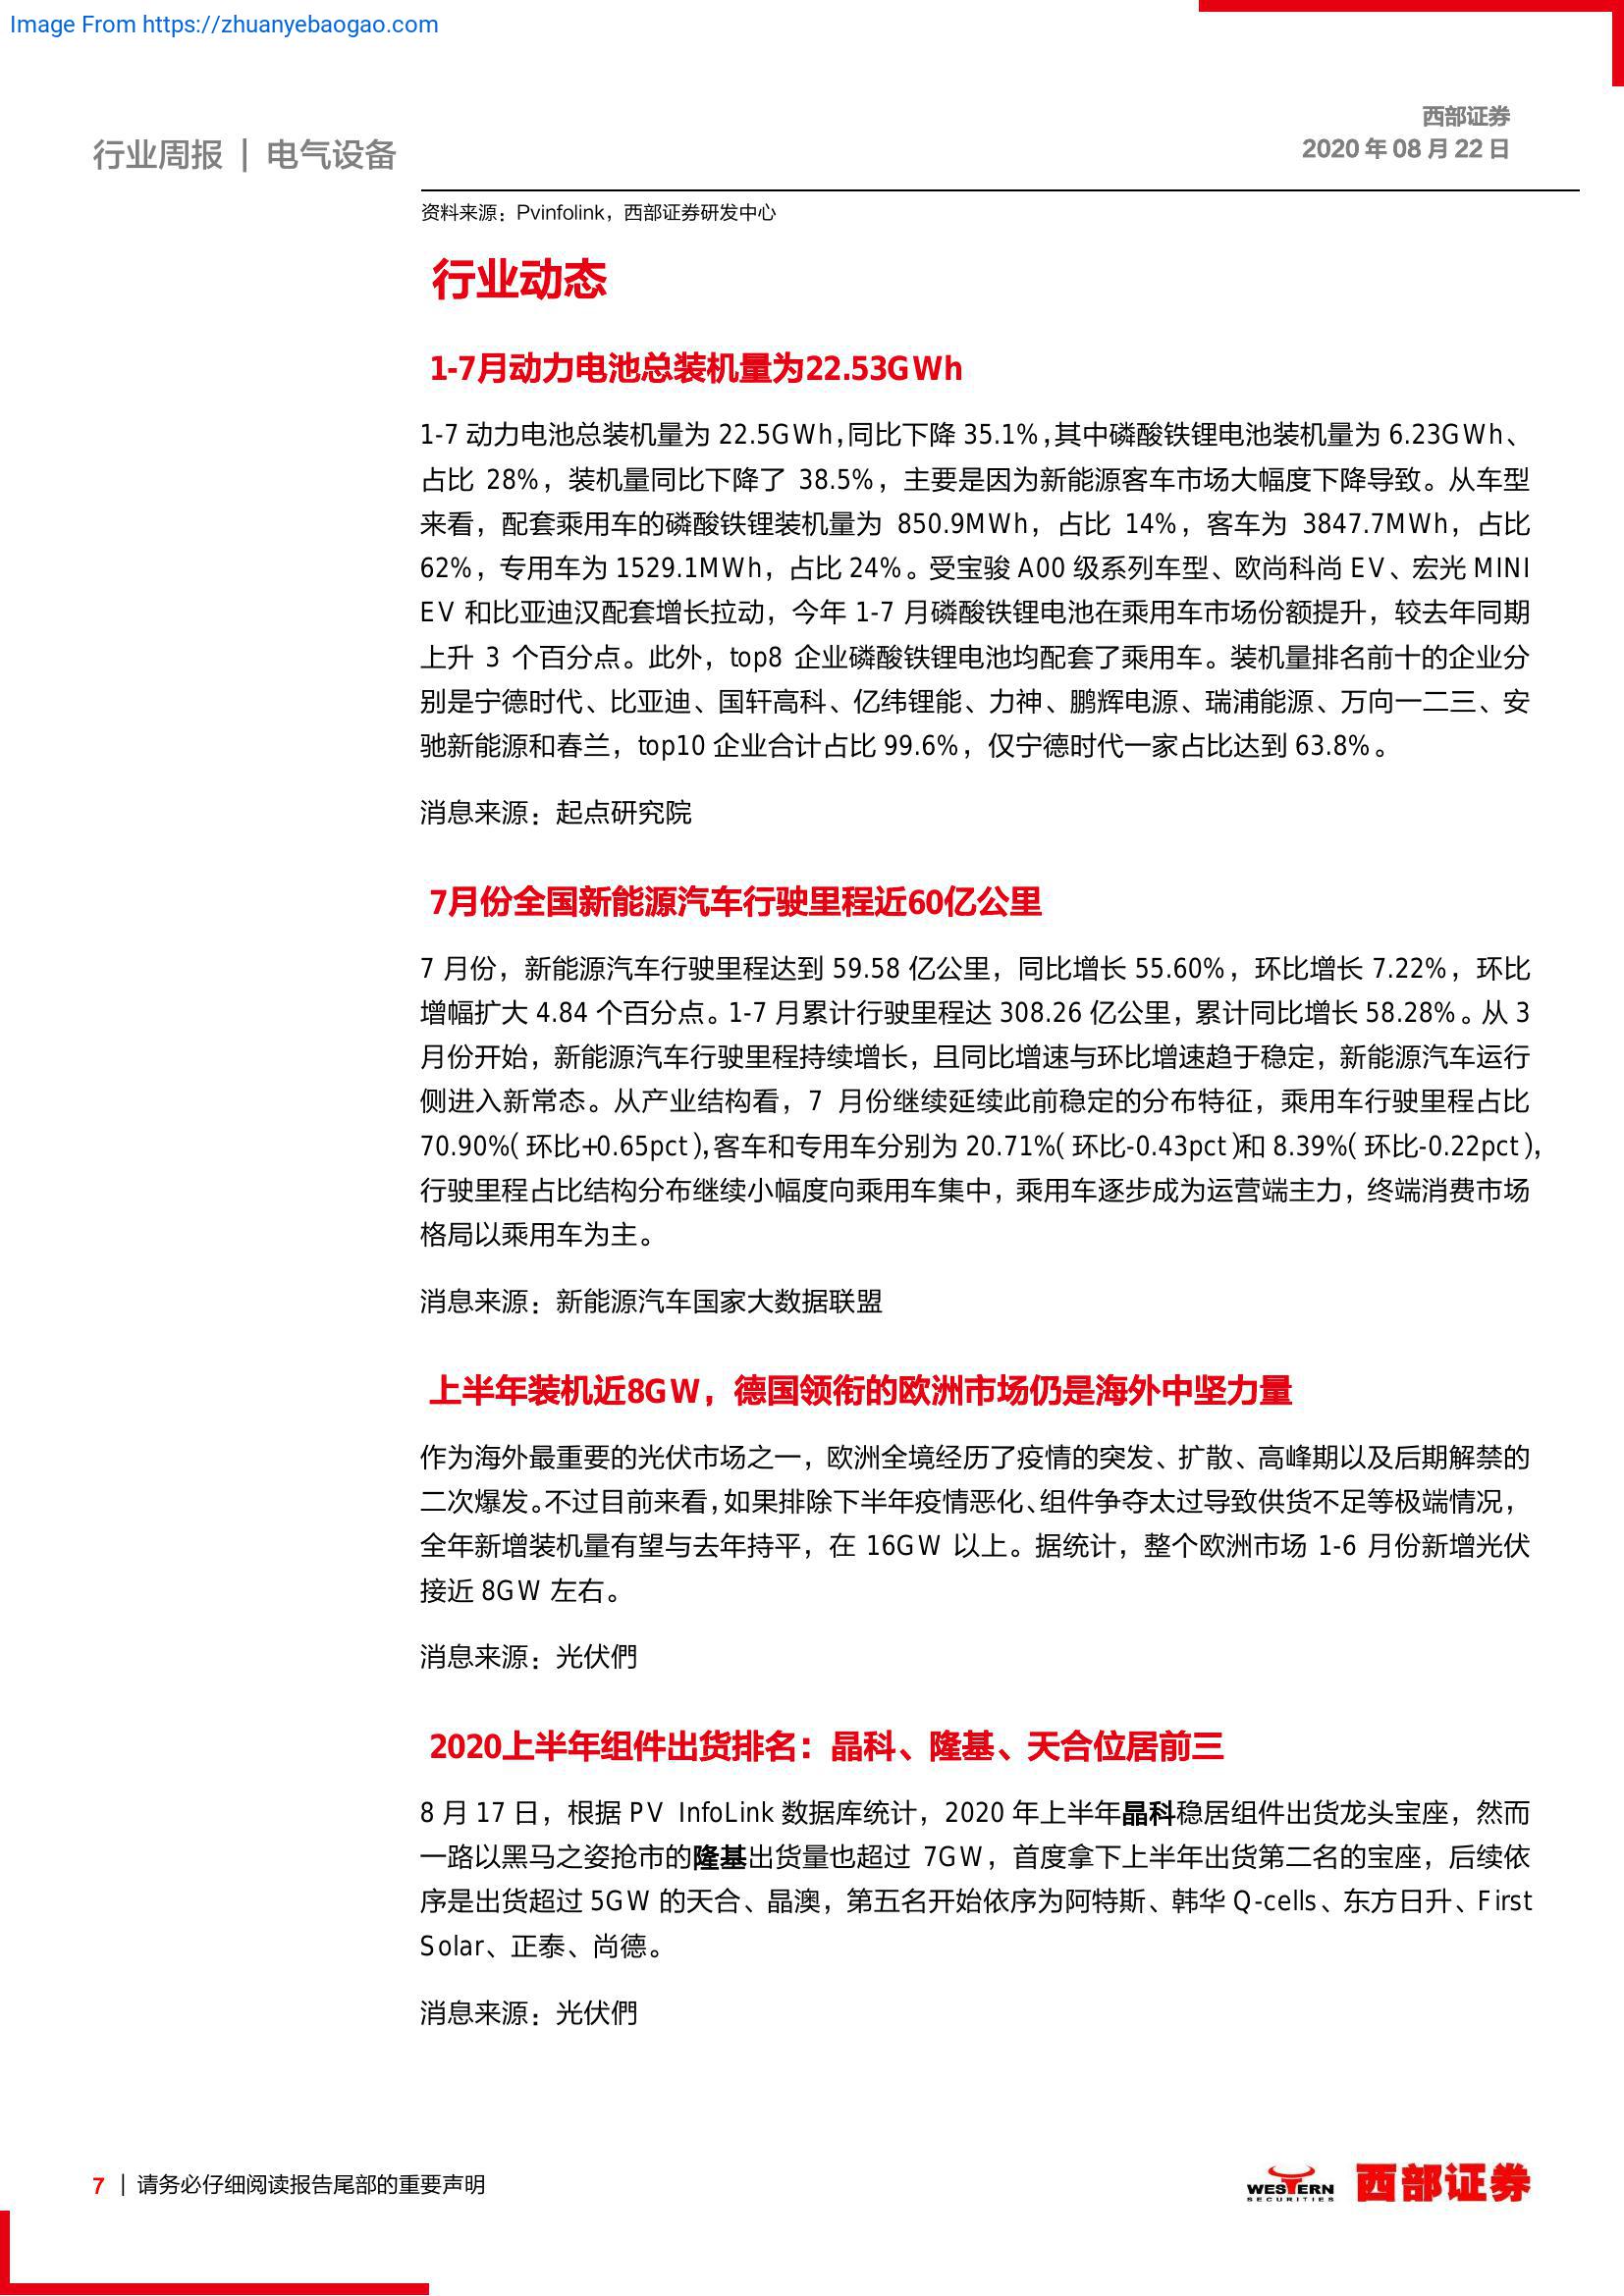 Image From https://zhuanyebaogao.com
西部证券
行业周报 | 电气设备
2020 年 08 月 22 日
资料来源：Pvinfolink，西部证券研发中心
行业动态
1-7月动力电池总装机量为22.53GWh
1-7 动力电池总装机量为 22.5GWh，同比下降 35.1%，其中磷酸铁锂电池装机量为 6.23GWh、
占比 28%，装机量同比下降了 38.5%，主要是因为新能源客车市场大幅度下降导致。从车型
来看，配套乘用车的磷酸铁锂装机量为 850.9MWh，占比 14%，客车为 3847.7MWh，占比
62%，专用车为 1529.1MWh，占比 24%。受宝骏 A00 级系列车型、欧尚科尚 EV、宏光 MINI
EV 和比亚迪汉配套增长拉动，今年 1-7 月磷酸铁锂电池在乘用车市场份额提升，较去年同期
上升 3 个百分点。此外，top8 企业磷酸铁锂电池均配套了乘用车。装机量排名前十的企业分
别是宁德时代、比亚迪、国轩高科、亿纬锂能、力神、鹏辉电源、瑞浦能源、万向一二三、安
驰新能源和春兰，top10 企业合计占比 99.6%，仅宁德时代一家占比达到 63.8%。
消息来源：起点研究院
7月份全国新能源汽车行驶里程近60亿公里
7 月份，新能源汽车行驶里程达到 59.58 亿公里，同比增长 55.60%，环比增长 7.22%，环比
增幅扩大 4.84 个百分点。1-7 月累计行驶里程达 308.26 亿公里，累计同比增长 58.28%。从 3
月份开始，新能源汽车行驶里程持续增长，且同比增速与环比增速趋于稳定，新能源汽车运行
侧进入新常态。从产业结构看，7 月份继续延续此前稳定的分布特征，乘用车行驶里程占比
70.90%（环比+0.65pct），客车和专用车分别为 20.71%（环比-0.43pct）和 8.39%（环比-0.22pct），
行驶里程占比结构分布继续小幅度向乘用车集中，乘用车逐步成为运营端主力，终端消费市场
格局以乘用车为主。
消息来源：新能源汽车国家大数据联盟
上半年装机近8GW，德国领衔的欧洲市场仍是海外中坚力量
作为海外最重要的光伏市场之一，欧洲全境经历了疫情的突发、扩散、高峰期以及后期解禁的
二次爆发。不过目前来看，如果排除下半年疫情恶化、组件争夺太过导致供货不足等极端情况，
全年新增装机量有望与去年持平，在 16GW 以上。据统计，整个欧洲市场 1-6 月份新增光伏
接近 8GW 左右。
消息来源：光伏們
2020上半年组件出货排名：晶科、隆基、天合位居前三
8 月 17 日，根据 PV InfoLink 数据库统计，2020 年上半年晶科稳居组件出货龙头宝座，然而
一路以黑马之姿抢市的隆基出货量也超过 7GW，首度拿下上半年出货第二名的宝座，后续依
序是出货超过 5GW 的天合、晶澳，第五名开始依序为阿特斯、韩华 Q-cells、东方日升、First
Solar、正泰、尚德。
消息来源：光伏們
7 | 请务必仔细阅读报告尾部的重要声明
WESTERN
SECURITIES
西部证券